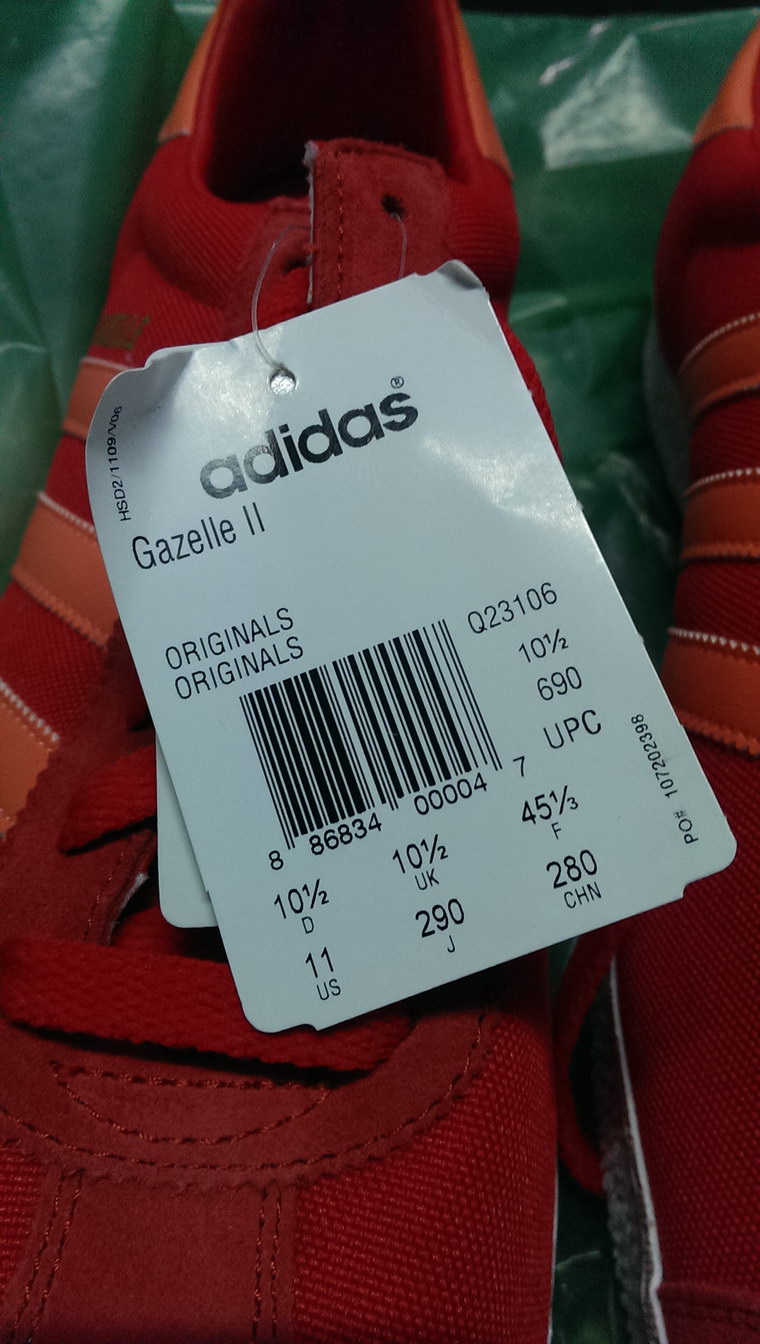 adidas®
HSD2/1109/V06
Gazelle II
ORIGINALS
ORIGINALS
Q23106
10½
690
UPC
8 86834 00004 7
PO# 107202398
10½ D
10½ UK
45⅓ F
11 US
290 J
280 CHN